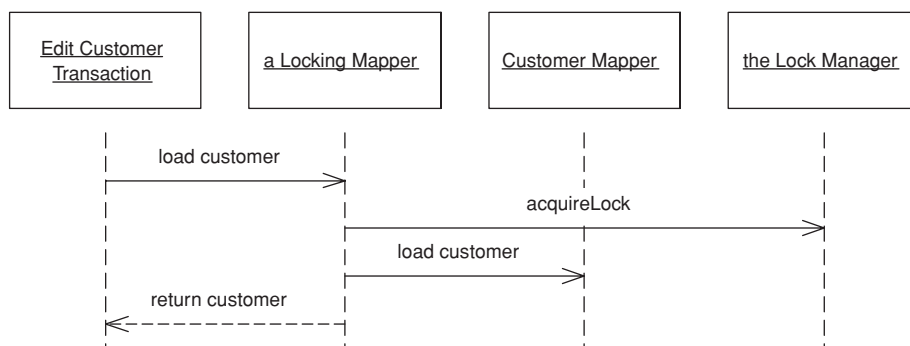 Edit Customer
Transaction
a Locking Mapper
Customer Mapper
the Lock Manager
load customer
acquireLock
load customer
return customer